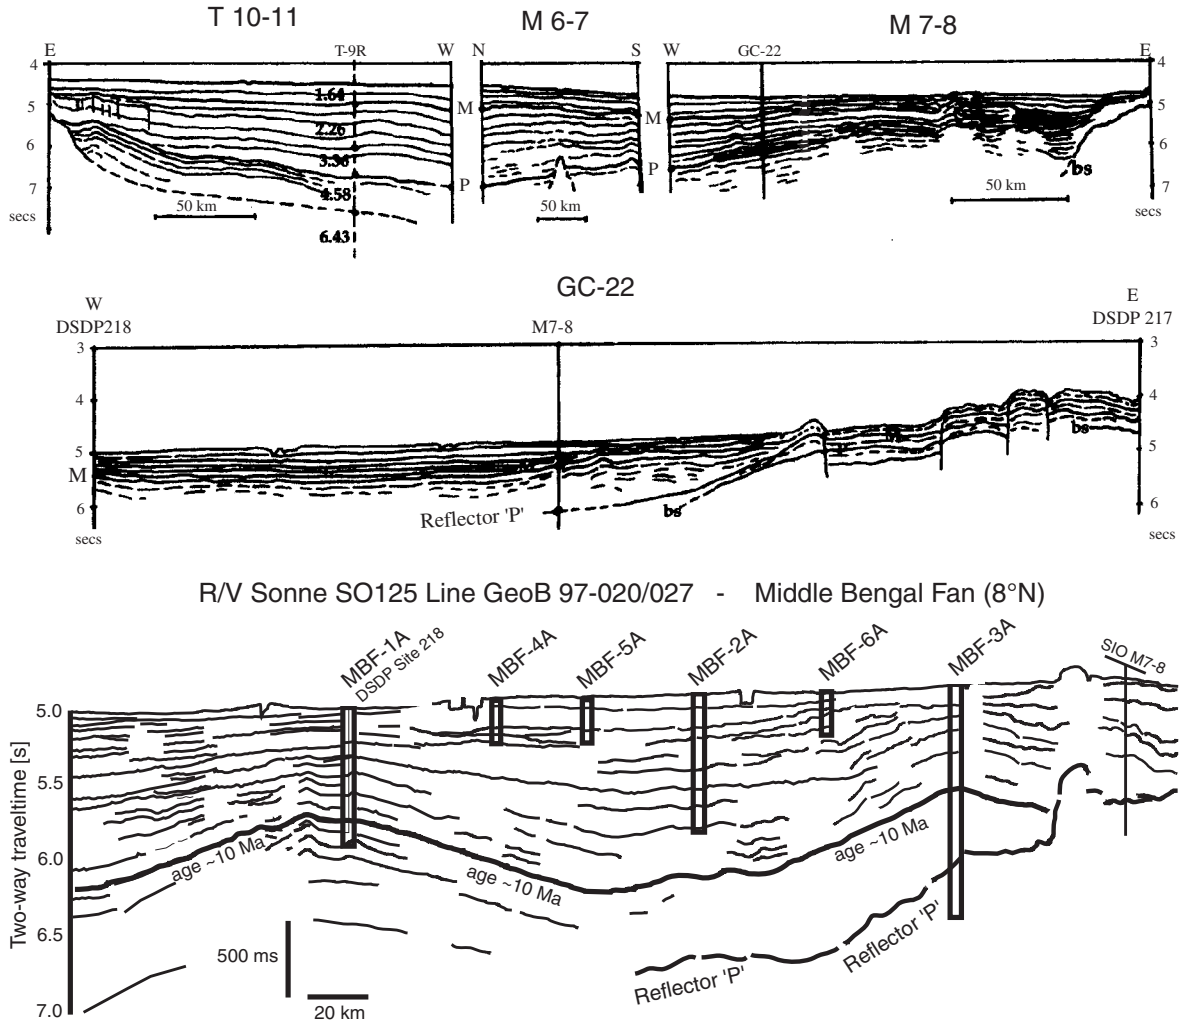 T 10-11
M 6-7
M 7-8
E
T-9R
W
N
S
W
GC-22
E
4
4
5
1.64
M
M
5
2.26
6
3.36
P
P
6
bs
7
4.58
7
secs
50 km
50 km
50 km
secs
6.43
GC-22
W
DSDP218
M7-8
E
DSDP 217
3
3
4
4
5
5
bs
M
6
6
Reflector 'P'
bs
secs
secs
R/V Sonne SO125 Line GeoB 97-020/027 - Middle Bengal Fan (8°N)
MBF-1A
DSDP Site 218
MBF-4A
MBF-5A
MBF-2A
MBF-6A
MBF-3A
SIO M7-8
Two-way traveltime [s]
5.0
5.5
6.0
6.5
7.0
age ~10 Ma
age ~10 Ma
age ~10 Ma
Reflector 'P'
Reflector 'P'
500 ms
20 km